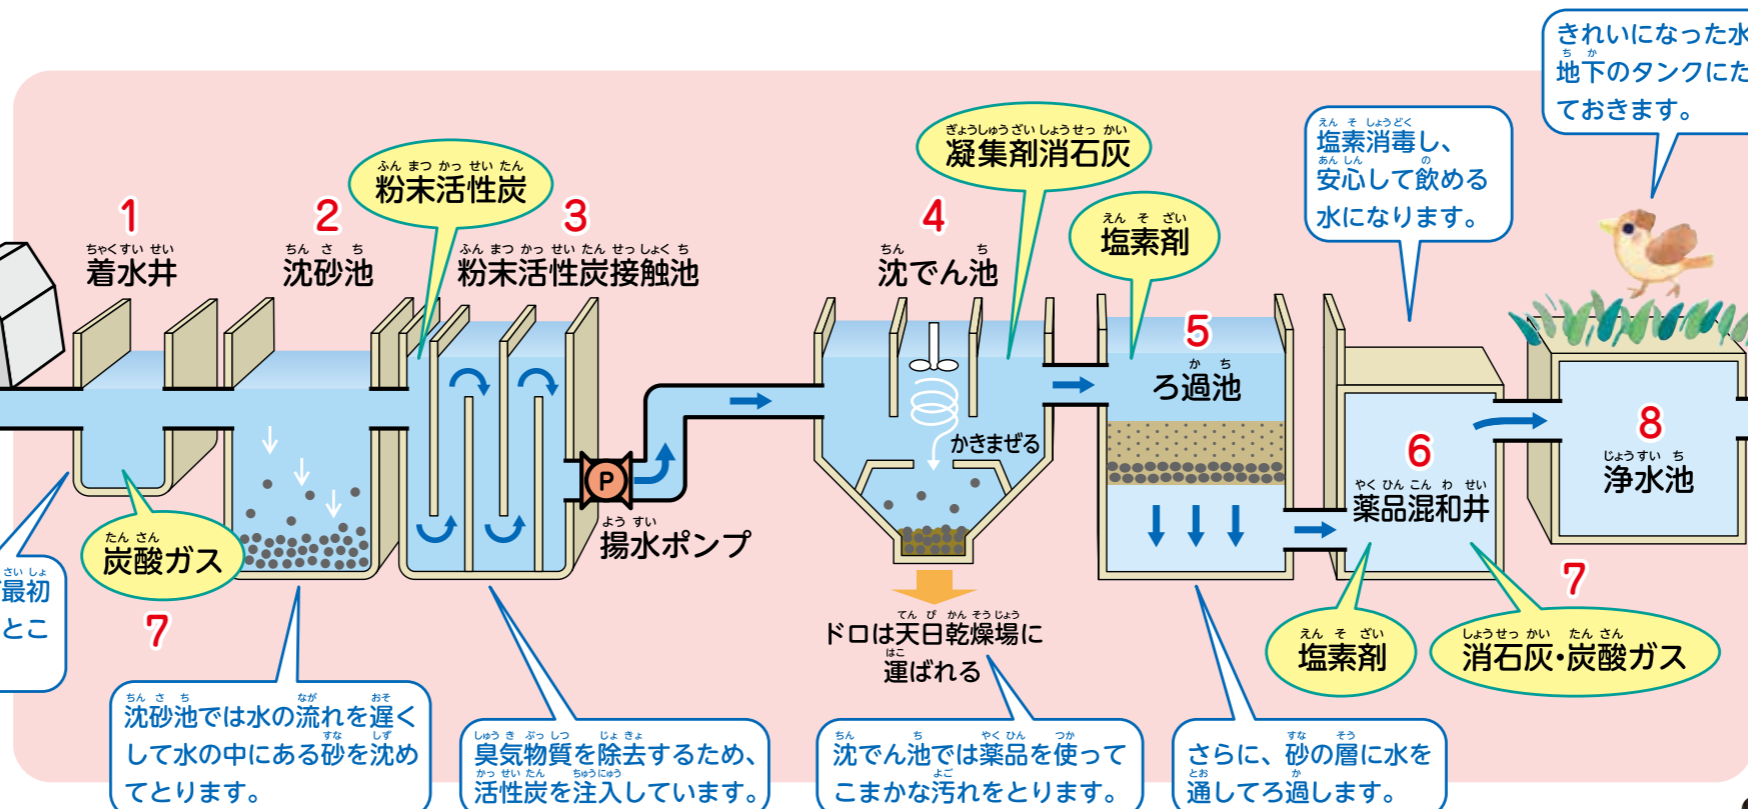 きれいになった水
地下のタンクにた
ておきます。
塩素消毒し、
安心して飲める
水になります。
凝集剤消石灰
粉末活性炭
塩素剤
1
着水井
2
沈砂池
3
粉末活性炭接触池
4
沈でん池
5
ろ過池
かきまぜる
6
薬品混和井
8
浄水池
P
揚水ポンプ
炭酸ガス
7
最初
とこ
ドロは天日乾燥場に
運ばれる
塩素剤
7
消石灰・炭酸ガス
沈砂池では水の流れを遅く
して水の中にある砂を沈め
てとります。
臭気物質を除去するため、
活性炭を注入しています。
沈でん池では薬品を使って
こまかな汚れをとります。
さらに、砂の層に水を
通してろ過します。